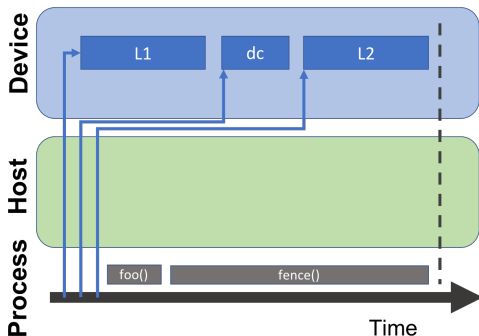 Device
L1
dc
L2
Host
Process
foo()
fence()
Time